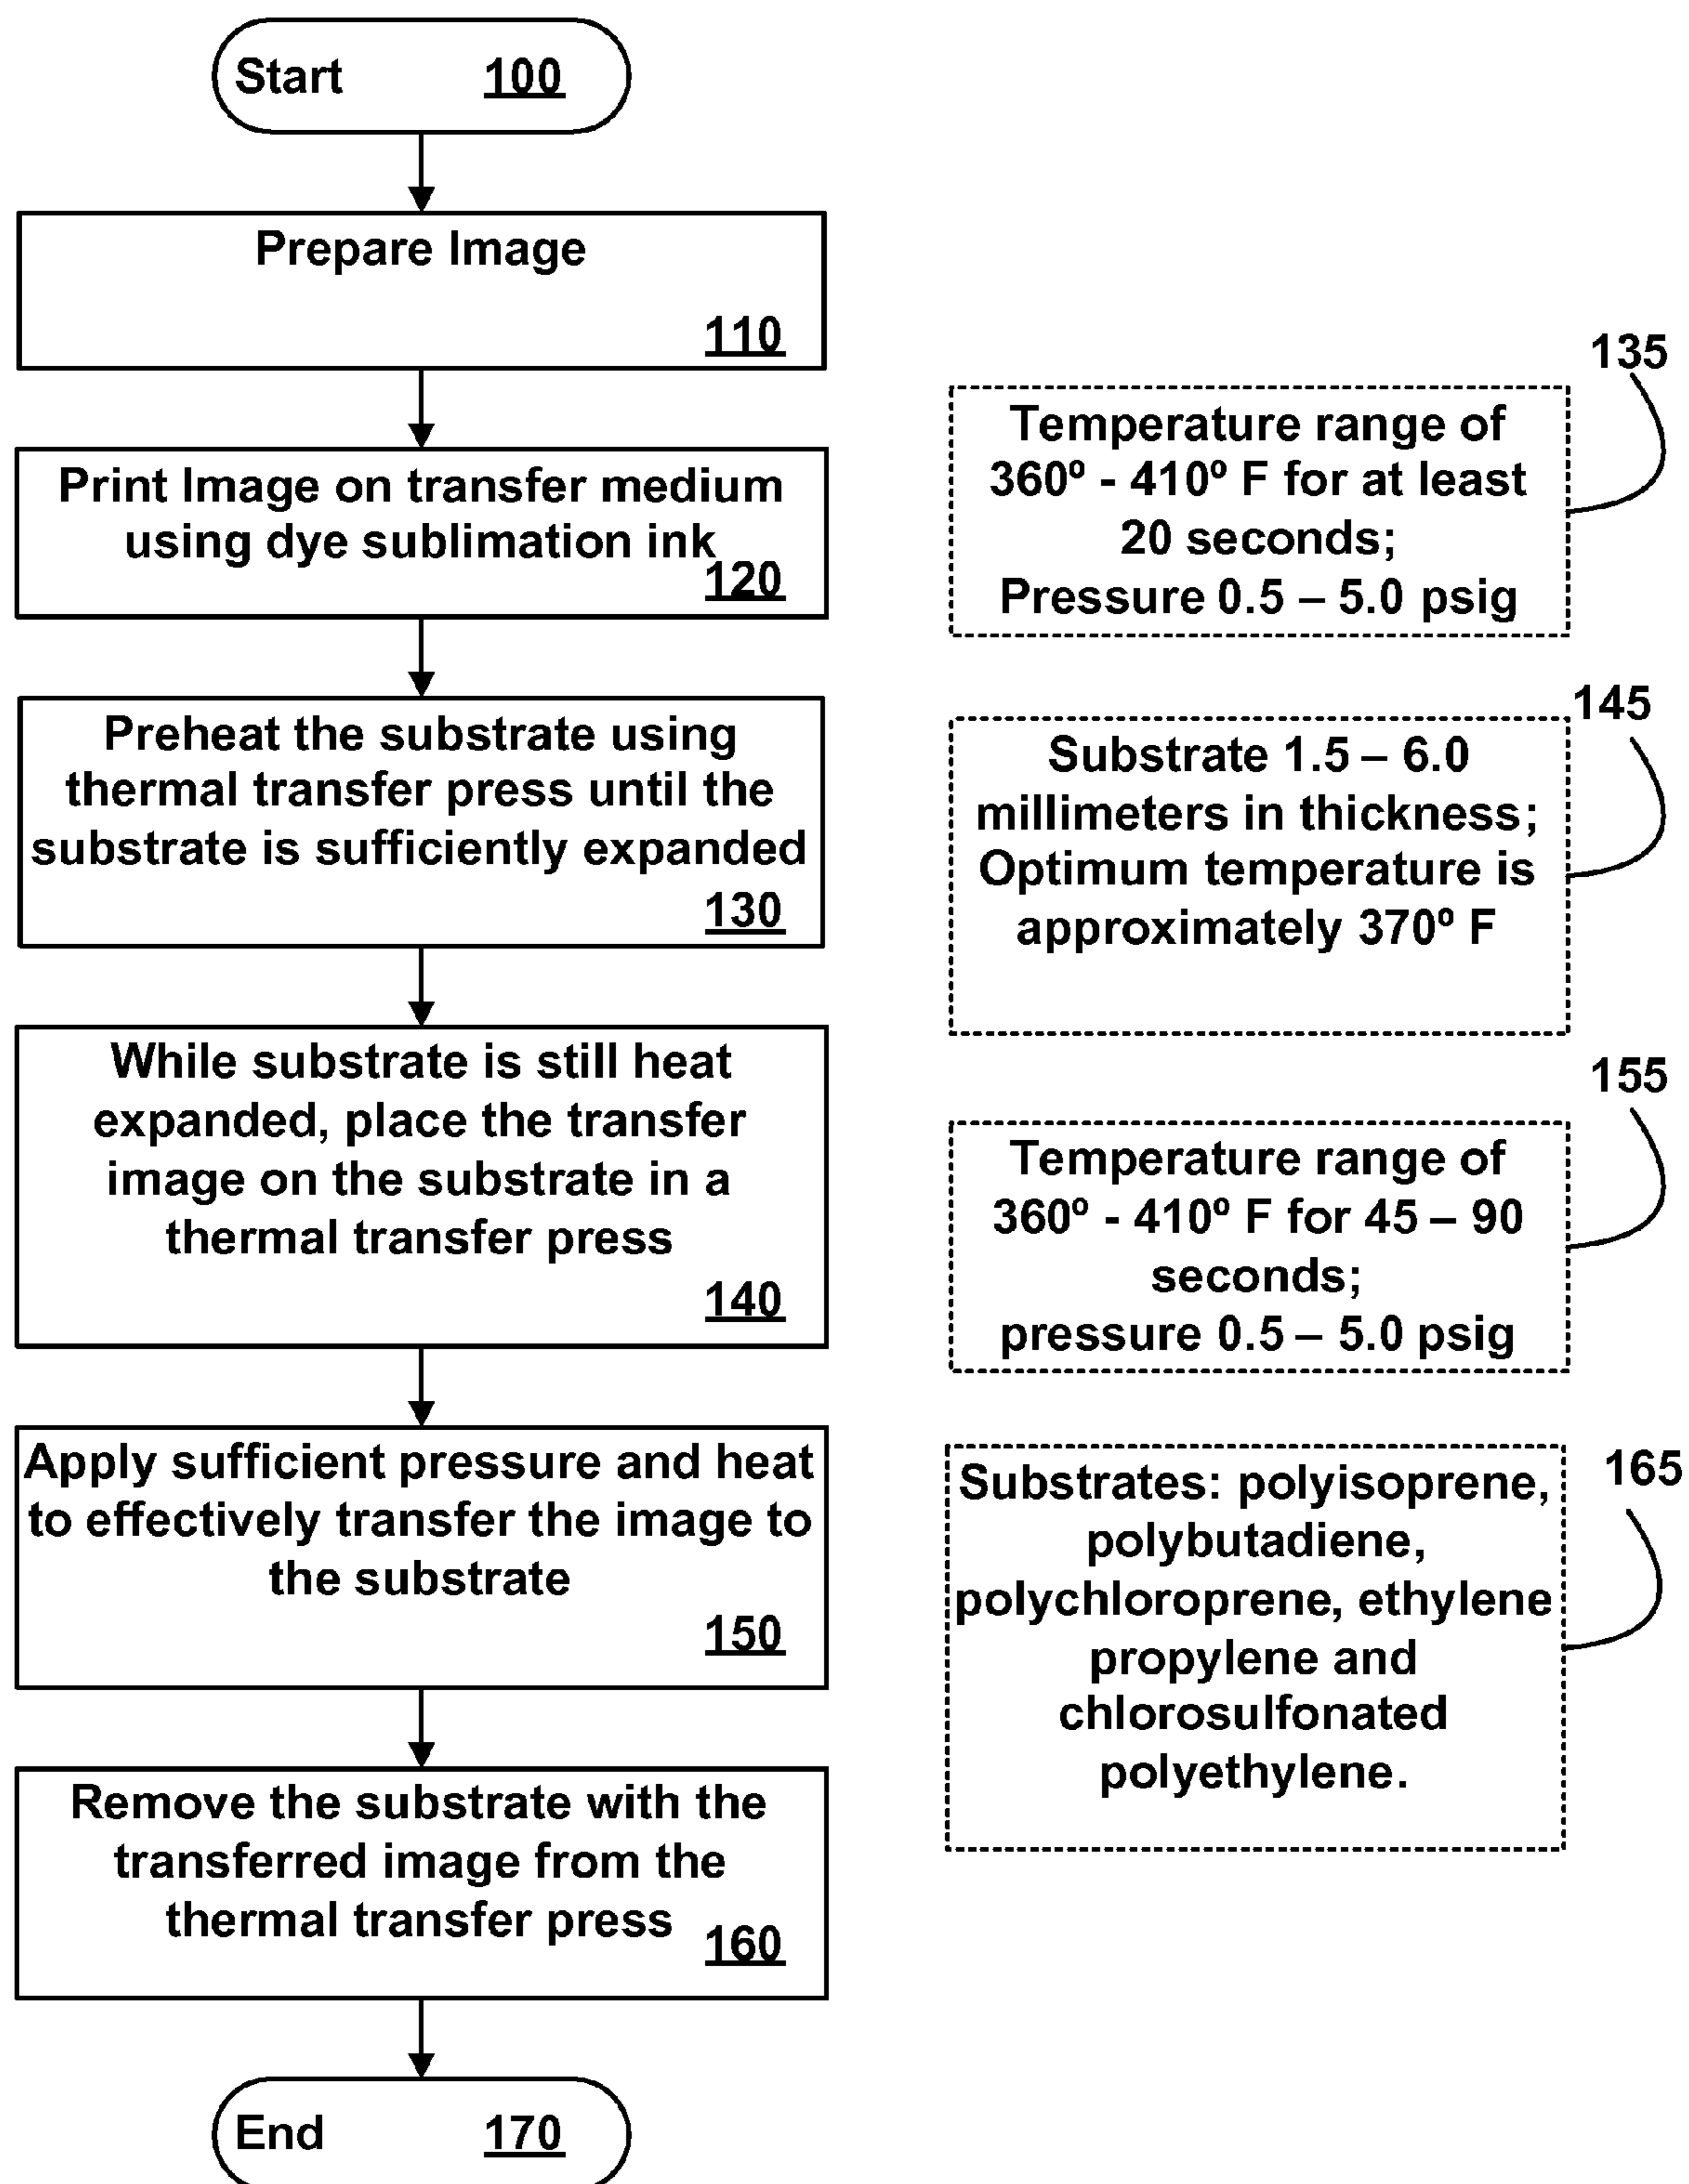 Start 100
Prepare Image
110
Print Image on transfer medium
using dye sublimation ink
120
Preheat the substrate using
thermal transfer press until the
substrate is sufficiently expanded
130
While substrate is still heat
expanded, place the transfer
image on the substrate in a
thermal transfer press
140
Apply sufficient pressure and heat
to effectively transfer the image to
the substrate
150
Remove the substrate with the
transferred image from the
thermal transfer press
160
End 170
135
Temperature range of
360º - 410º F for at least
20 seconds;
Pressure 0.5 – 5.0 psig
145
Substrate 1.5 – 6.0
millimeters in thickness;
Optimum temperature is
approximately 370º F
155
Temperature range of
360º - 410º F for 45 – 90
seconds;
pressure 0.5 – 5.0 psig
165
Substrates: polyisoprene,
polybutadiene,
polychloroprene, ethylene
propylene and
chlorosulfonated
polyethylene.